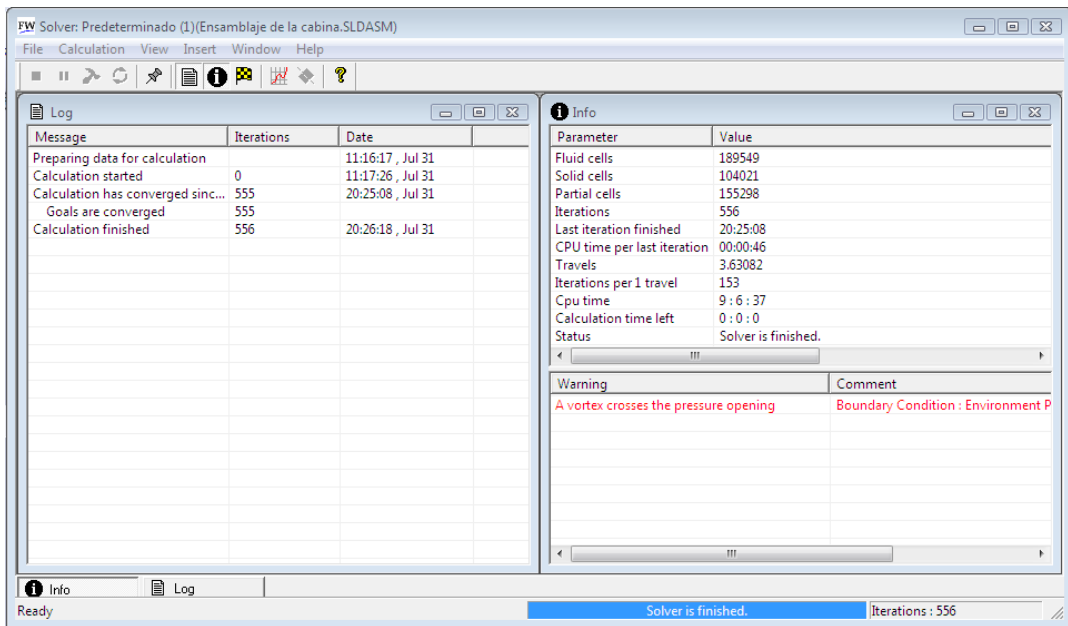 FW Solver: Predeterminado (1)(Ensamblaje de la cabina.SLDASM)
File Calculation View Insert Window Help
Log
Message Iterations Date
Preparing data for calculation 11:16:17 , Jul 31
Calculation started 0 11:17:26 , Jul 31
Calculation has converged sinc... 555 20:25:08 , Jul 31
Goals are converged 555
Calculation finished 556 20:26:18 , Jul 31
Info
Parameter Value
Fluid cells 189549
Solid cells 104021
Partial cells 155298
Iterations 556
Last iteration finished 20:25:08
CPU time per last iteration 00:00:46
Travels 3.63082
Iterations per 1 travel 153
Cpu time 9 : 6 : 37
Calculation time left 0 : 0 : 0
Status Solver is finished.
Warning Comment
A vortex crosses the pressure opening Boundary Condition : Environment P
Info Log
Ready Solver is finished. Iterations : 556